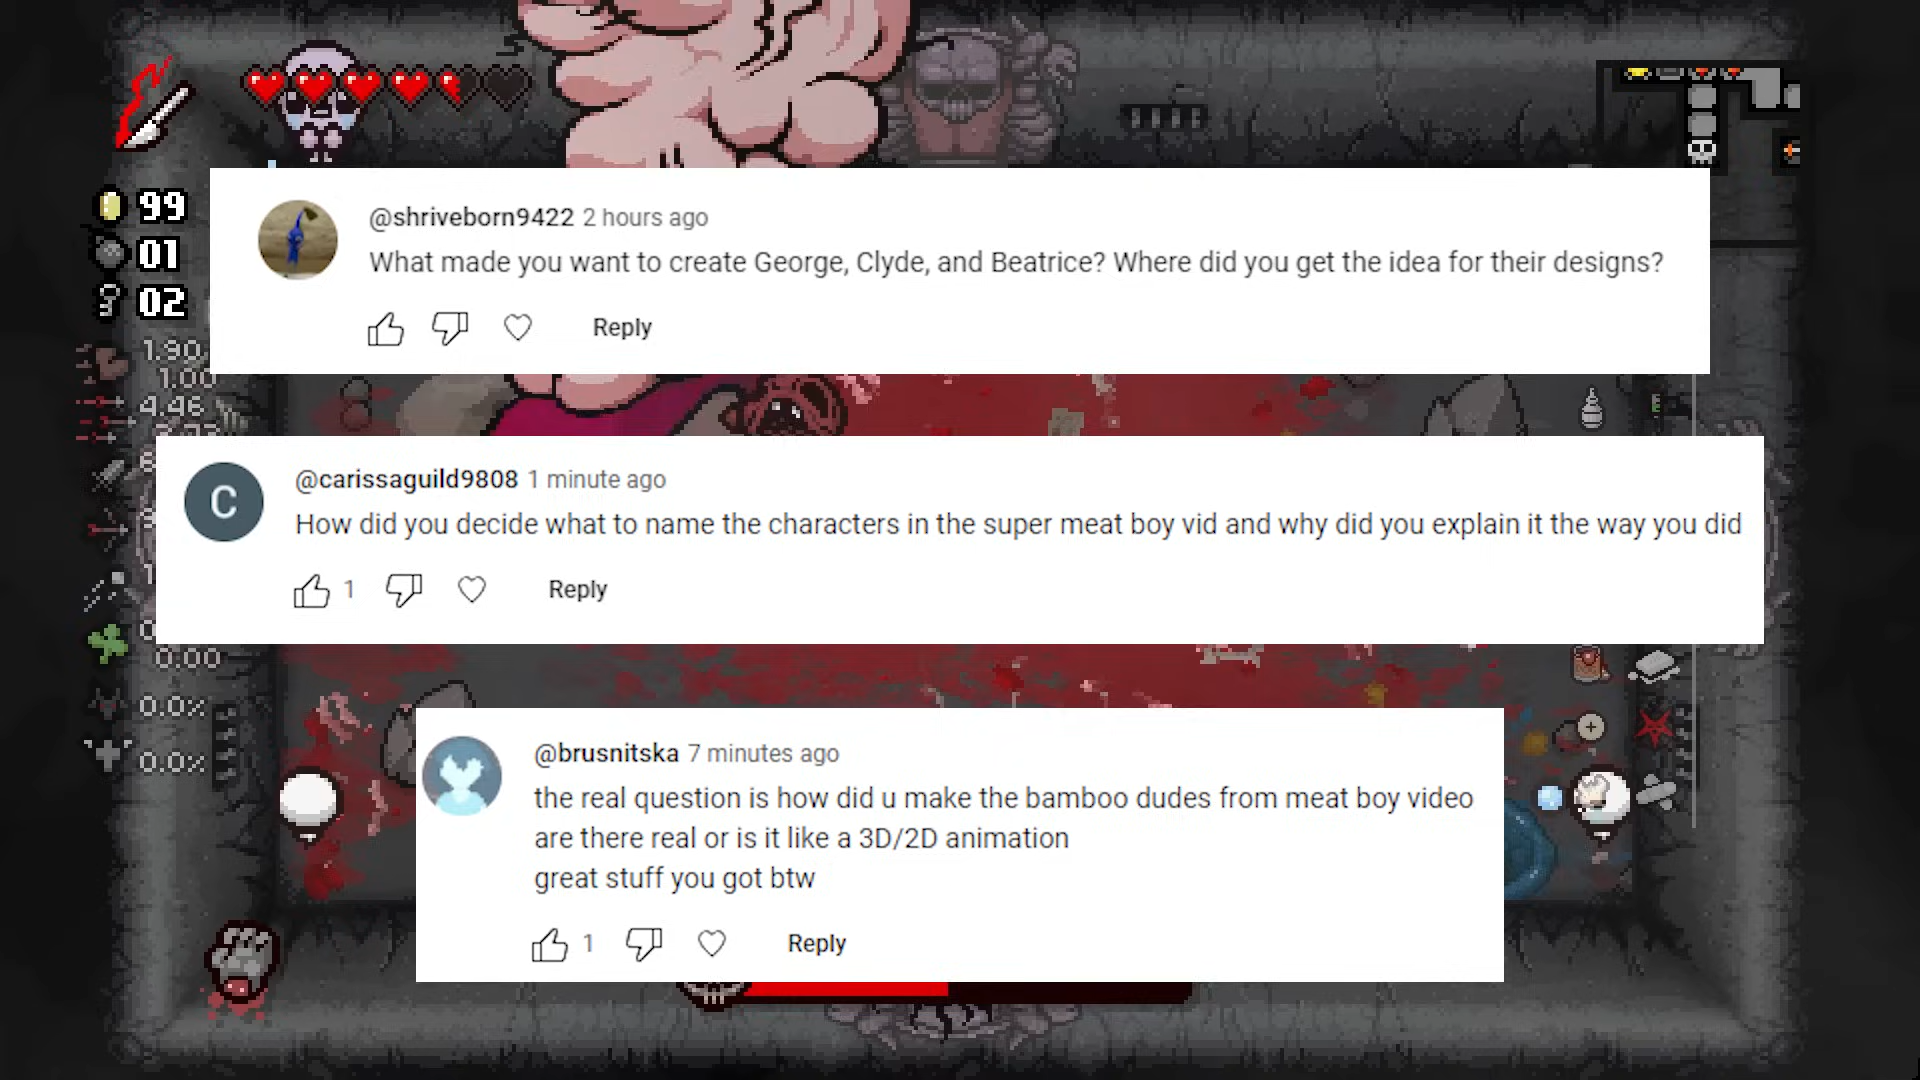 99
01
02
1.90
1.00
4.46
@shriveborn9422 2 hours ago
What made you want to create George, Clyde, and Beatrice? Where did you get the idea for their designs?
Reply
C
@carissaguild9808 1 minute ago
How did you decide what to name the characters in the super meat boy vid and why did you explain it the way you did
1
Reply
0.00
0.0%
0.0%
@brusnitska 7 minutes ago
the real question is how did u make the bamboo dudes from meat boy video
are there real or is it like a 3D/2D animation
great stuff you got btw
1
Reply